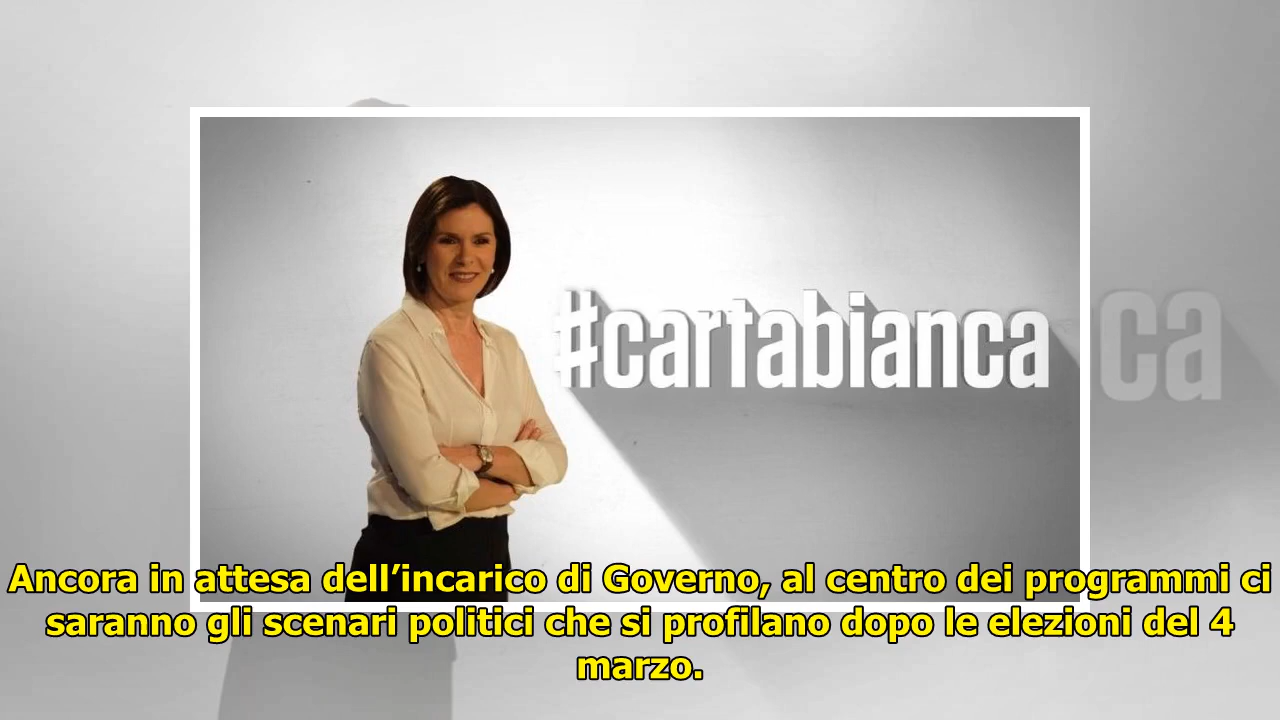 #cartabianca
ca
Ancora in attesa dell’incarico di Governo, al centro dei programmi ci
saranno gli scenari politici che si profilano dopo le elezioni del 4
marzo.